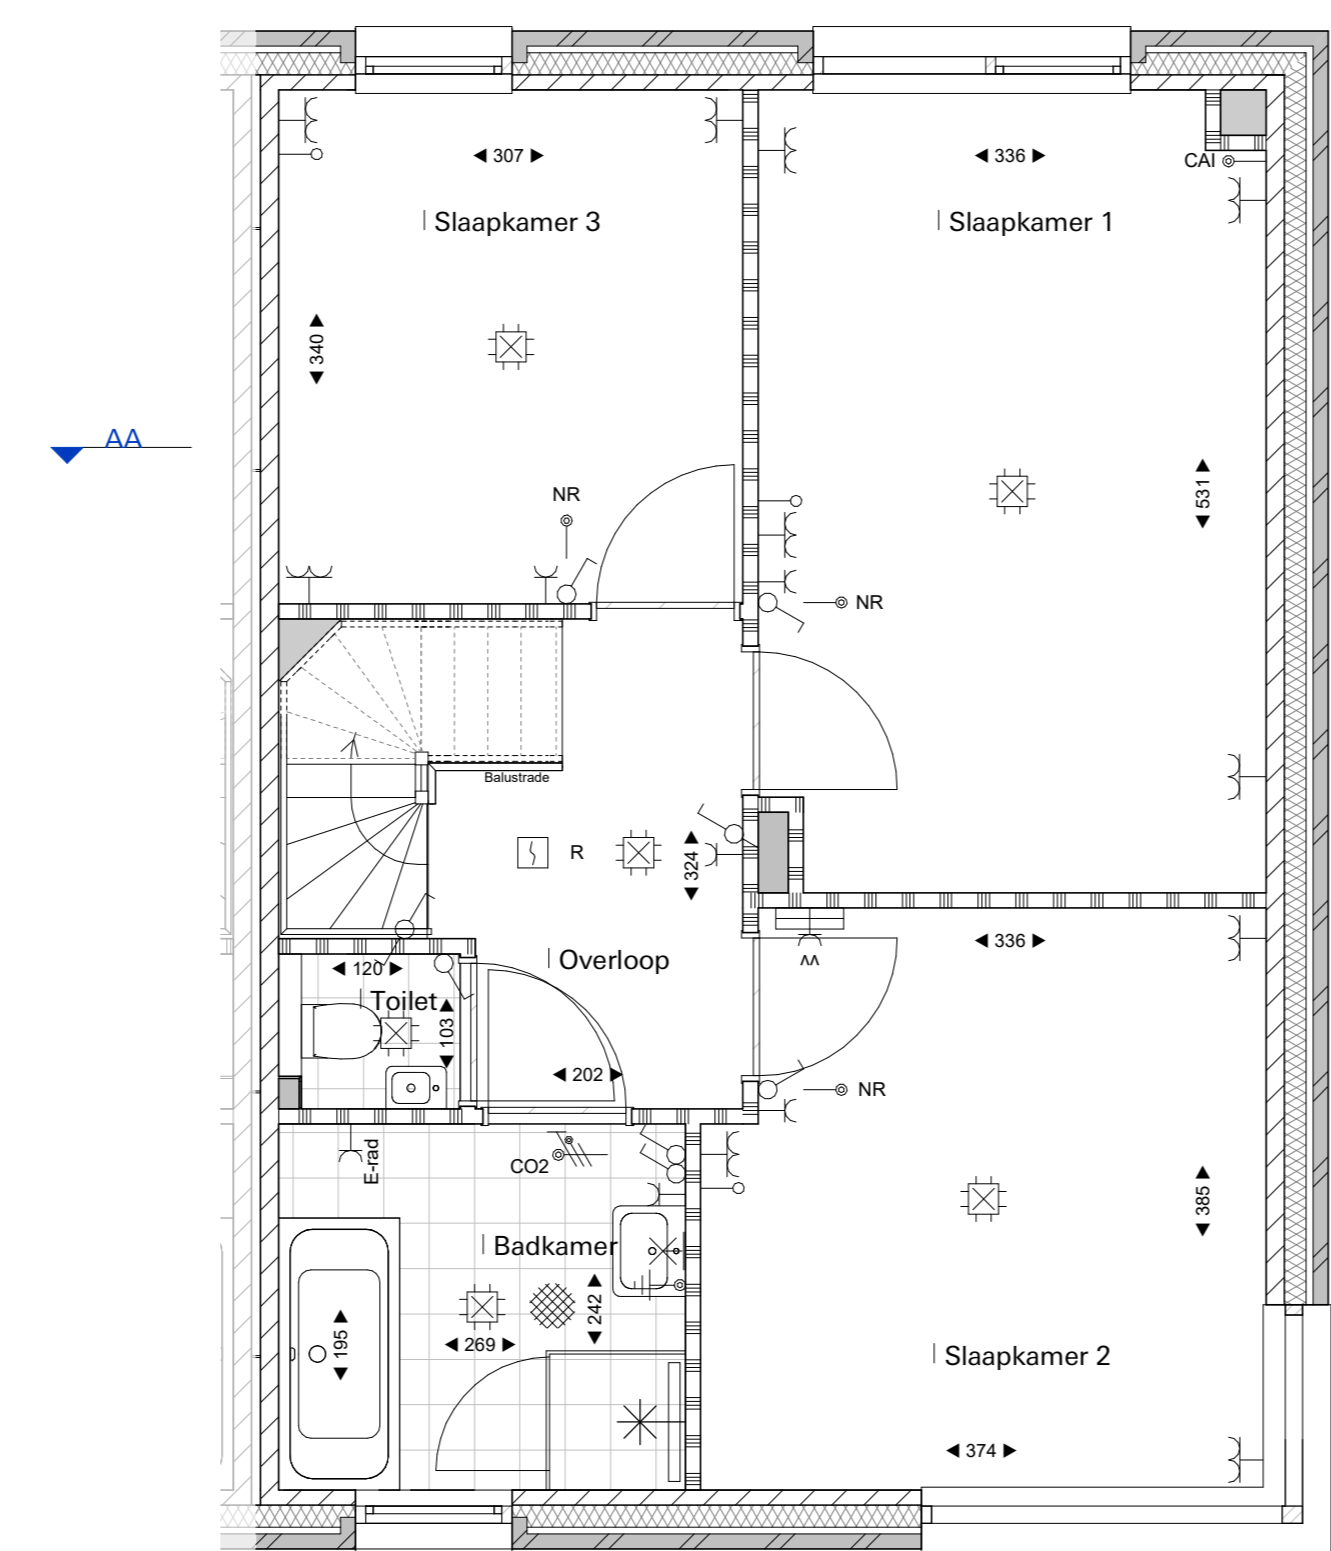 307
336
CAI
Slaapkamer 3
Slaapkamer 1
340
AA
531
NR
NR
Balustrade
R
324
336
Overloop
120
Toilet
103
202
NR
E-rad
CO2
385
Badkamer
242
195
269
Slaapkamer 2
374